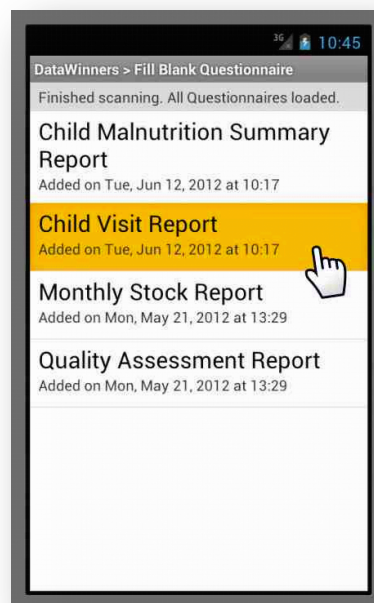 3G 10:45
DataWinners > Fill Blank Questionnaire
Finished scanning. All Questionnaires loaded.
Child Malnutrition Summary
Report
Added on Tue, Jun 12, 2012 at 10:17
Child Visit Report
Added on Tue, Jun 12, 2012 at 10:17
Monthly Stock Report
Added on Mon, May 21, 2012 at 13:29
Quality Assessment Report
Added on Mon, May 21, 2012 at 13:29